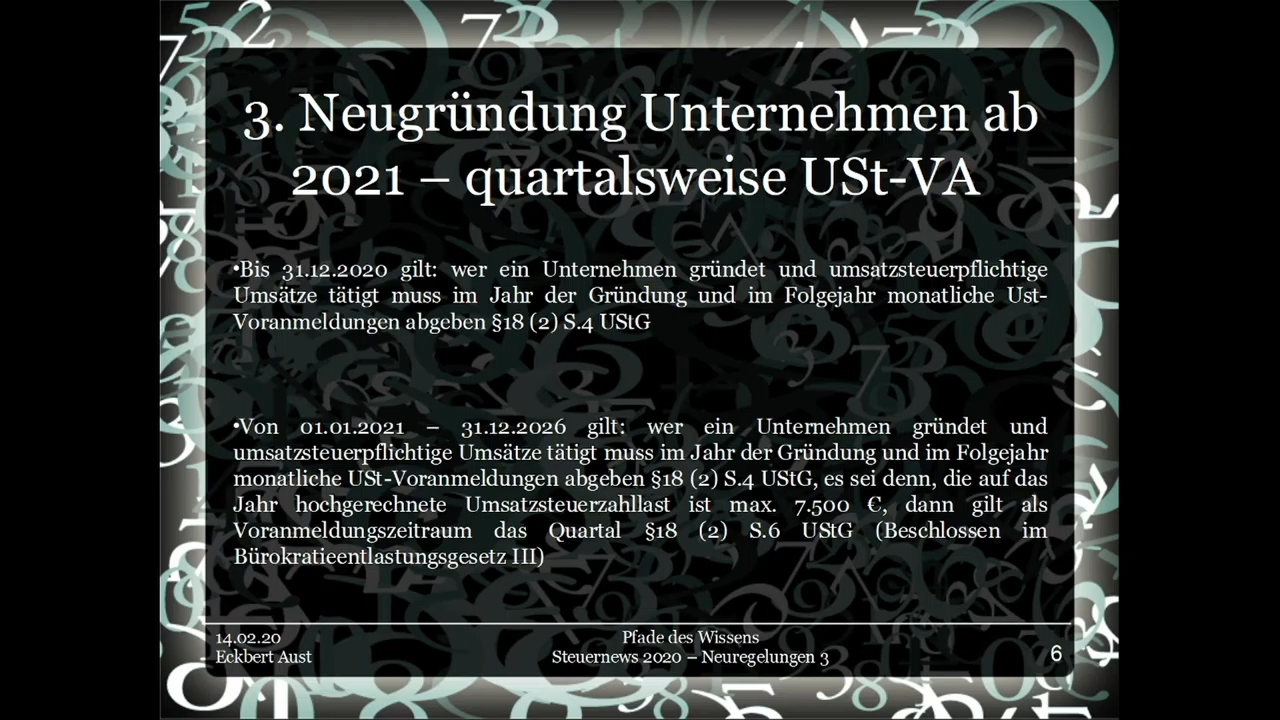 3. Neugründung Unternehmen ab
2021 – quartalsweise USt-VA
•Bis 31.12.2020 gilt: wer ein Unternehmen gründet und umsatzsteuerpflichtige
Umsätze tätigt muss im Jahr der Gründung und im Folgejahr monatliche Ust-
Voranmeldungen abgeben §18 (2) S.4 UStG
•Von 01.01.2021 – 31.12.2026 gilt: wer ein Unternehmen gründet und
umsatzsteuerpflichtige Umsätze tätigt muss im Jahr der Gründung und im Folgejahr
monatliche USt-Voranmeldungen abgeben §18 (2) S.4 UStG, es sei denn, die auf das
Jahr hochgerechnete Umsatzsteuerzahllast ist max. 7.500 €, dann gilt als
Voranmeldungszeitraum das Quartal §18 (2) S.6 UStG (Beschlossen im
Bürokratieentlastungsgesetz III)
14.02.20
Eckbert Aust
Pfade des Wissens
Steuernews 2020 – Neuregelungen 3
6